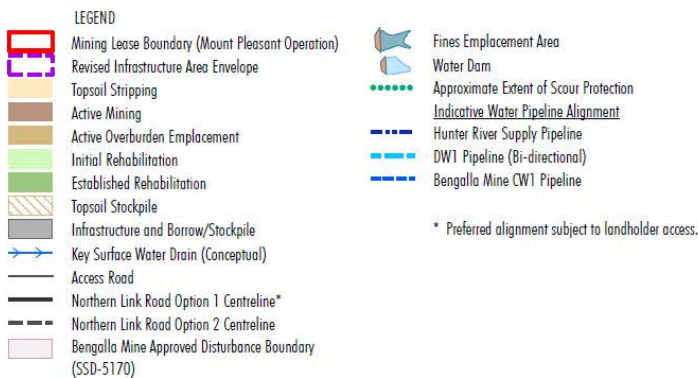 LEGEND
Mining Lease Boundary (Mount Pleasant Operation)
Revised Infrastructure Area Envelope
Topsoil Stripping
Active Mining
Active Overburden Emplacement
Initial Rehabilitation
Established Rehabilitation
Topsoil Stockpile
Infrastructure and Borrow/Stockpile
Key Surface Water Drain (Conceptual)
Access Road
Northern Link Road Option 1 Centreline*
Northern Link Road Option 2 Centreline
Bengalla Mine Approved Disturbance Boundary
(SSD-5170)
Fines Emplacement Area
Water Dam
Approximate Extent of Scour Protection
Indicative Water Pipeline Alignment
Hunter River Supply Pipeline
DW1 Pipeline (Bi-directional)
Bengalla Mine CW1 Pipeline
* Preferred alignment subject to landholder access.